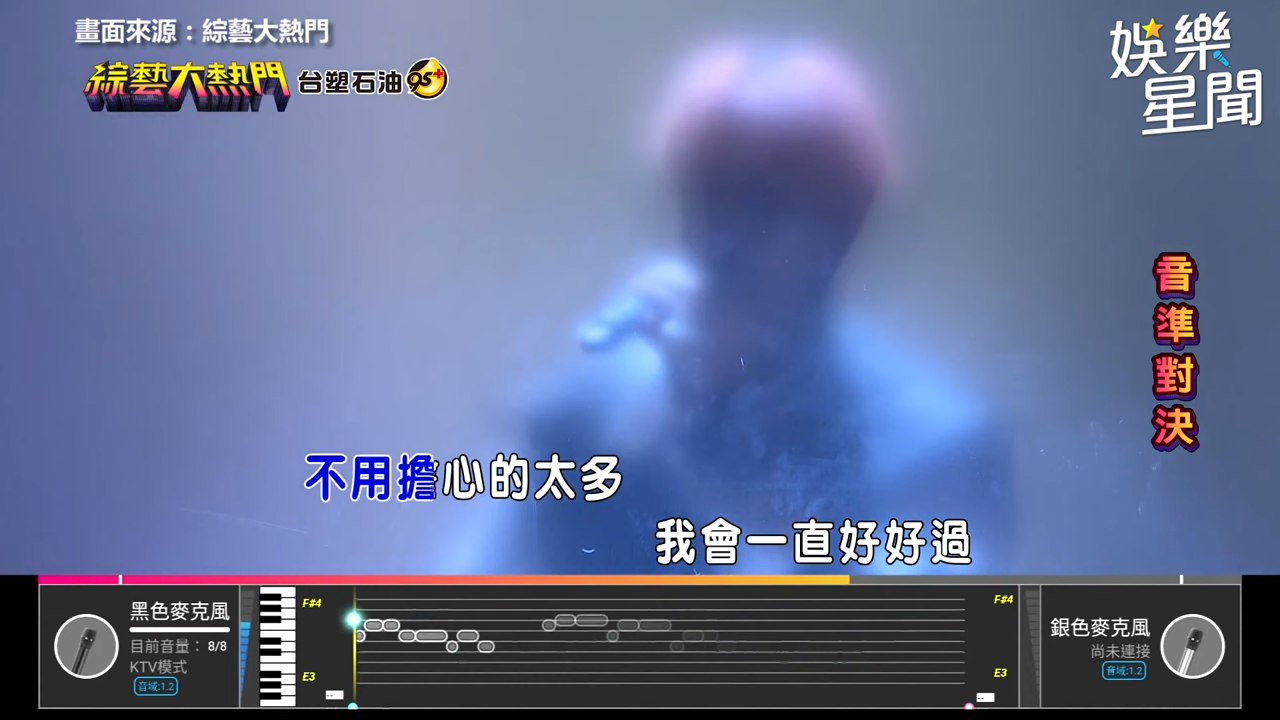 畫面來源：綜藝大熱門
綜藝大熱門 台塑石油 95+
娛樂星聞
音準對決
不用擔心的太多
我會一直好好過
黑色麥克風
目前音量： 8/8
KTV模式
音域:1.2
F#4
E3
--
F#4
E3
--
銀色麥克風
尚未連接
音域:1.2